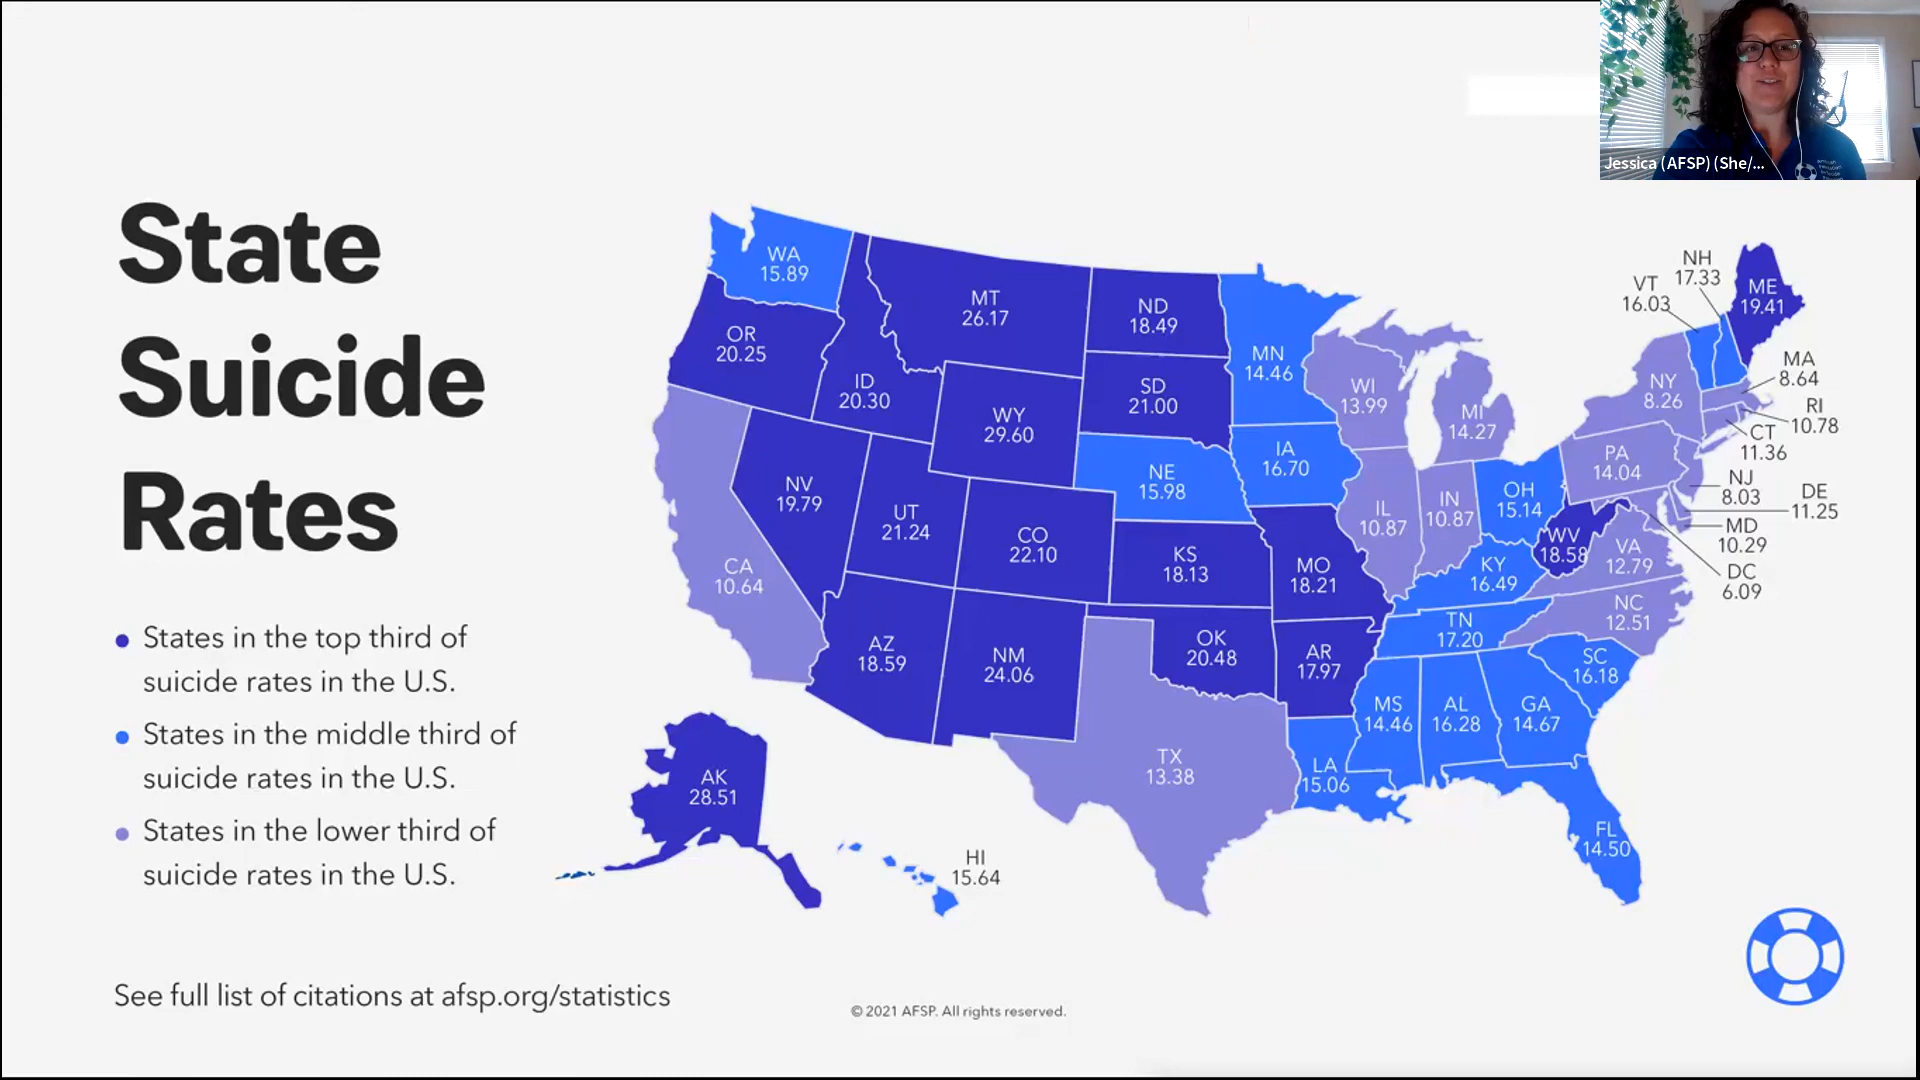 Jessica (AFSP) (She/...
State
Suicide
Rates
States in the top third of
suicide rates in the U.S.
States in the middle third of
suicide rates in the U.S.
States in the lower third of
suicide rates in the U.S.
See full list of citations at afsp.org/statistics
© 2021 AFSP. All rights reserved.
WA
15.89
OR
20.25
CA
10.64
ID
20.30
NV
19.79
MT
26.17
WY
29.60
UT
21.24
CO
22.10
AZ
18.59
NM
24.06
ND
18.49
SD
21.00
NE
15.98
KS
18.13
OK
20.48
TX
13.38
MN
14.46
IA
16.70
MO
18.21
AR
17.97
LA
15.06
WI
13.99
IL
10.87
MI
14.27
IN
10.87
OH
15.14
KY
16.49
TN
17.20
MS
14.46
AL
16.28
GA
14.67
FL
14.50
SC
16.18
NC
12.51
VA
12.79
WV
18.58
PA
14.04
NY
8.26
VT
16.03
NH
17.33
ME
19.41
MA
8.64
RI
10.78
CT
11.36
NJ
8.03
DE
11.25
MD
10.29
DC
6.09
AK
28.51
HI
15.64